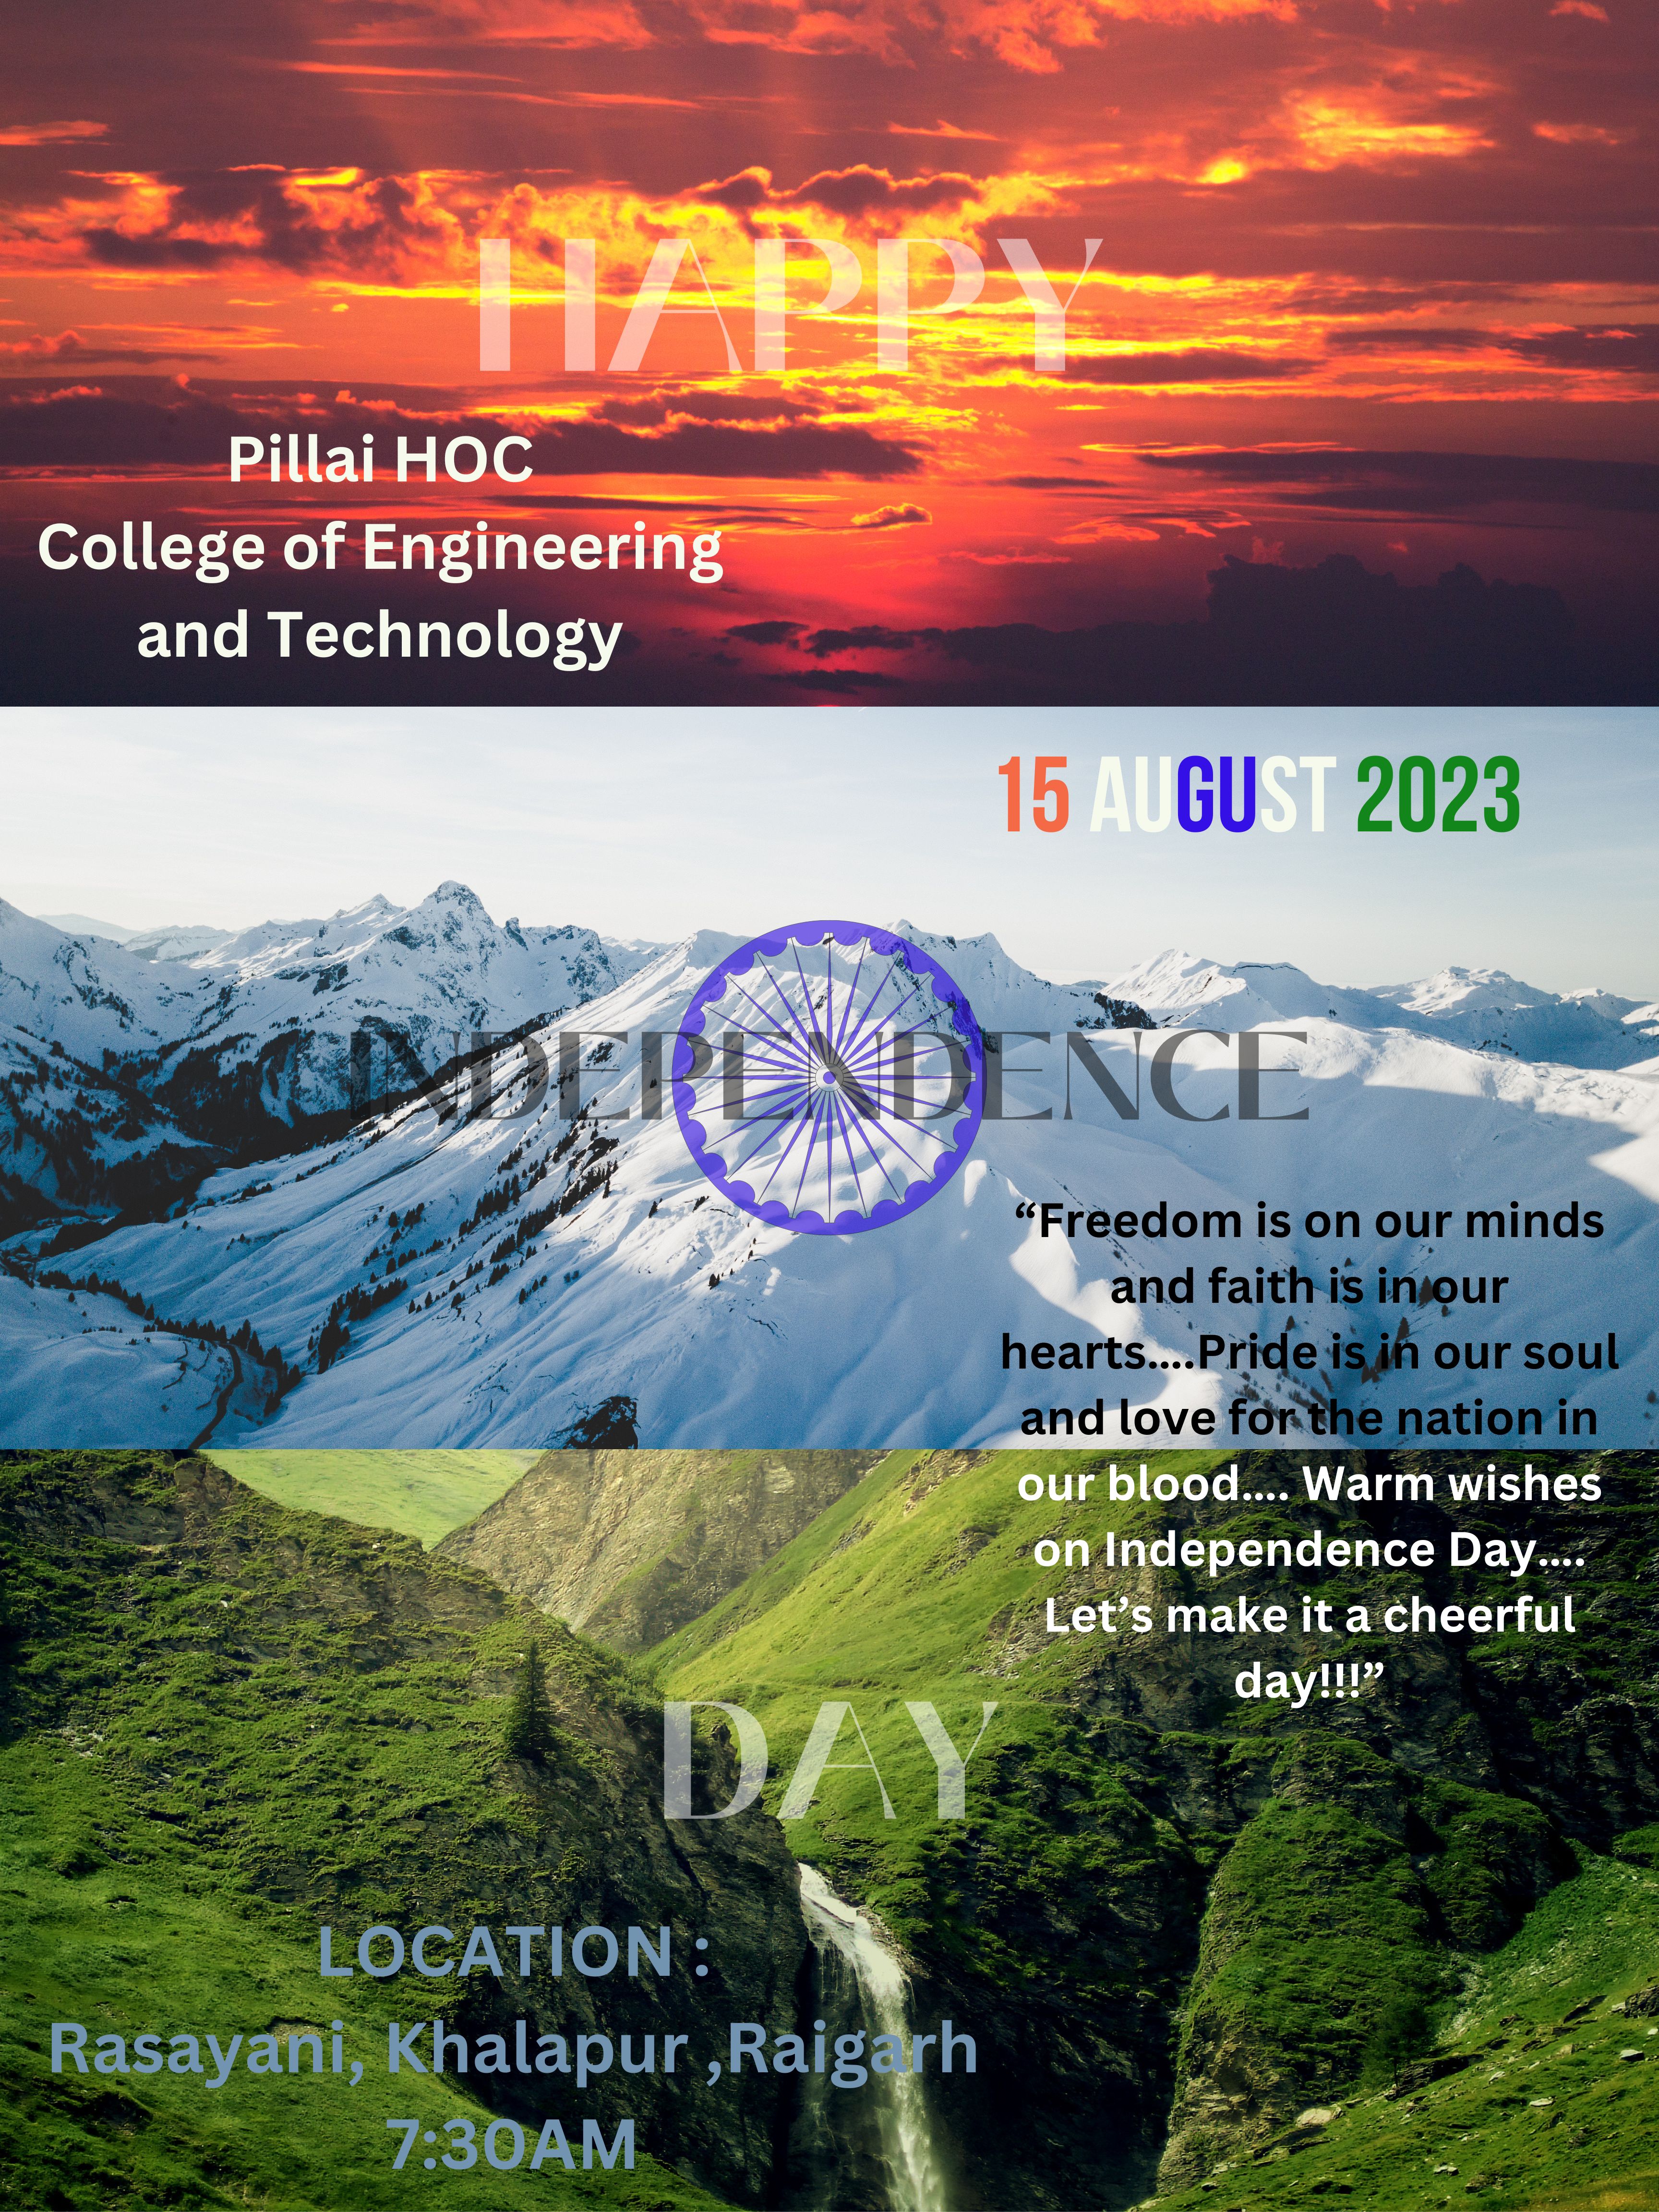 HAPPY
Pillai HOC
College of Engineering
and Technology
15 AUGUST 2023
INDEPENDENCE
“Freedom is on our minds
and faith is in our
hearts....Pride is in our soul
and love for the nation in
our blood.... Warm wishes
on Independence Day....
Let’s make it a cheerful
day!!!”
DAY
LOCATION :
Rasayani, Khalapur ,Raigarh
7:30AM